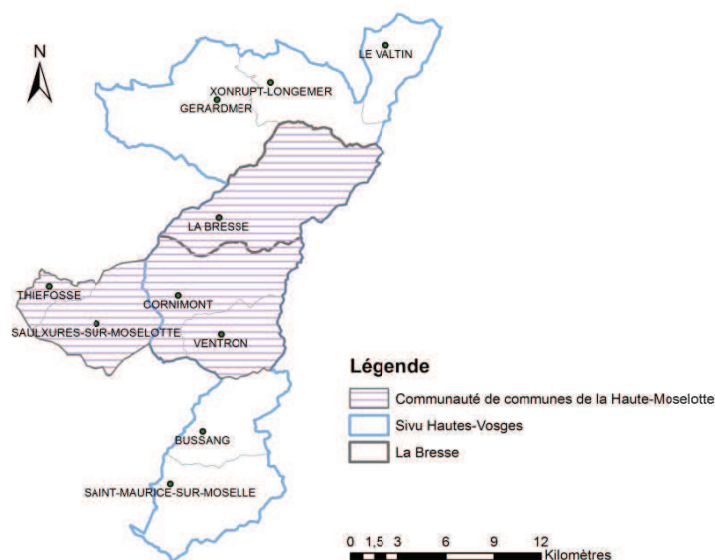 N
LE VALTIN
XONRUPT-LONGEMER
GERARDMER
LA BRESSE
THIEFOSSE
CORNIMONT
SAULXURES-SUR-MOSELOTTE
VENTRON
Légende
Communauté de communes de la Haute-Moselotte
Sivu Hautes-Vosges
La Bresse
BUSSANG
SAINT-MAURICE-SUR-MOSELLE
0 1,5 3 6 9 12
Kilomètres